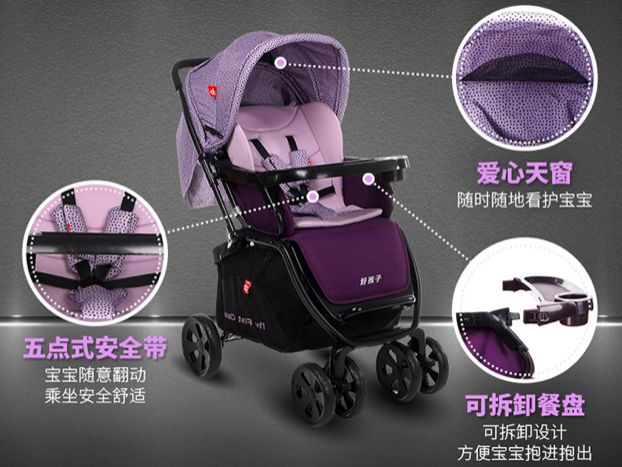 爱心天窗
随时随地看护宝宝
五点式安全带
宝宝随意翻动
乘坐安全舒适
好孩子
First Class
可拆卸餐盘
可拆卸设计
方便宝宝抱进抱出